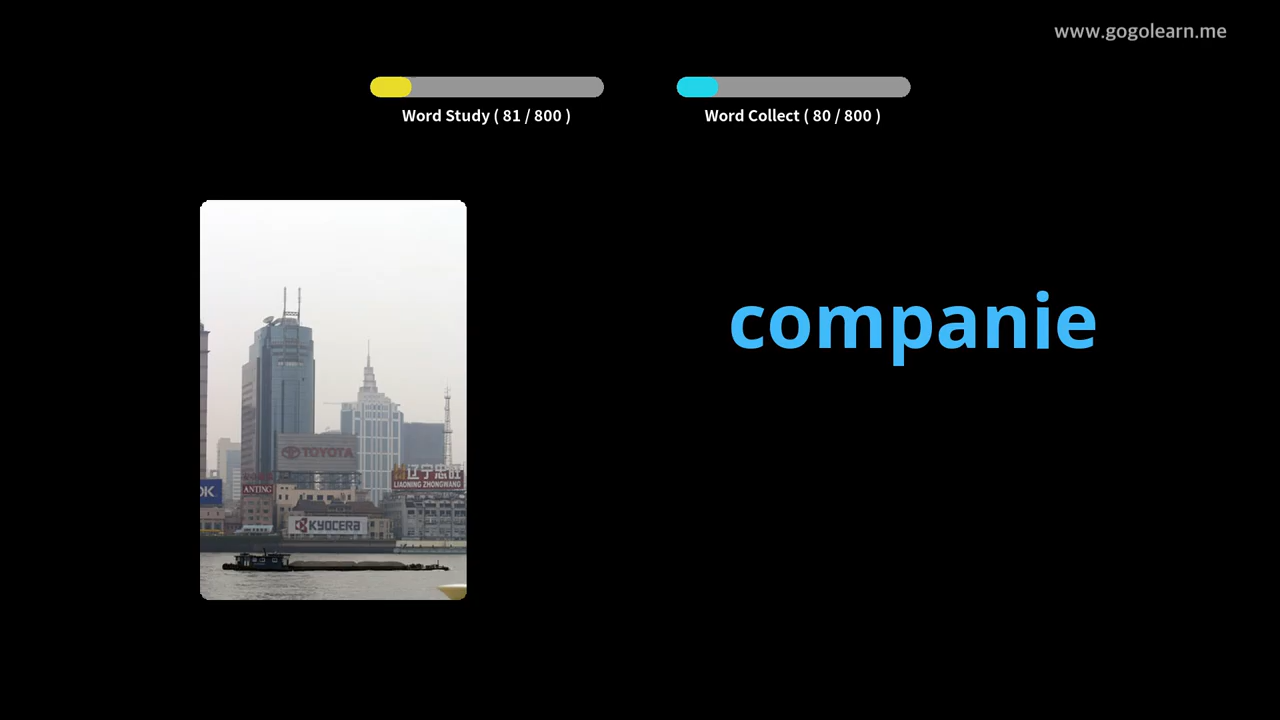 www.gogolearn.me
Word Study ( 81 / 800 )
Word Collect ( 80 / 800 )
companie
TOYOTA
辽宁忠旺
LIAONING ZHONGWANG
OK
ANTING
KYOCERA